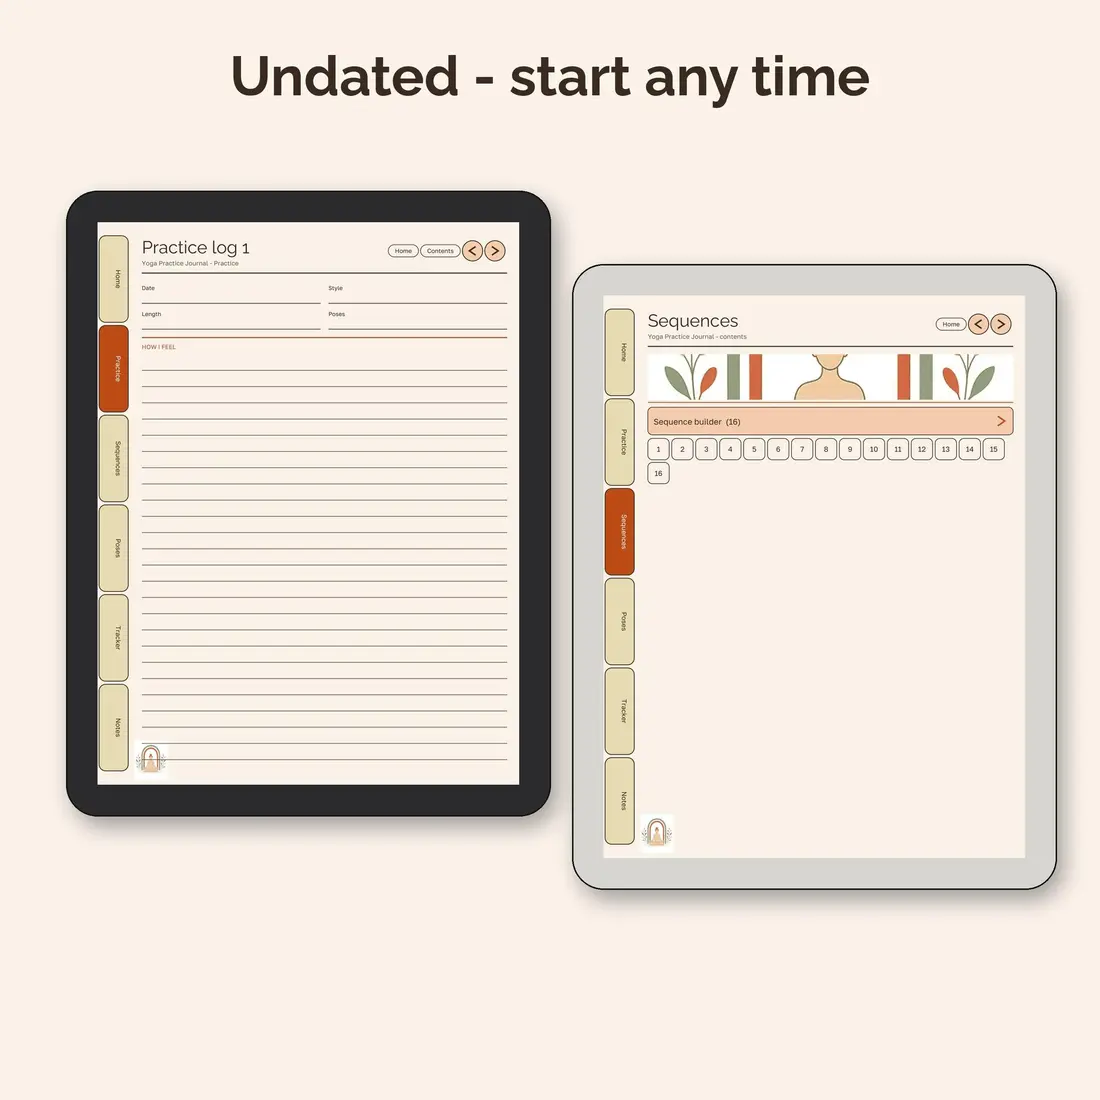 Undated - start any time
Practice log 1
Home
Contents
<
>
Yoga Practice Journal - Practice
Date
Style
Length
Poses
HOW I FEEL
Home
Practice
Sequences
Poses
Tracker
Notes
Sequences
Home
<
>
Yoga Practice Journal - contents
Sequence builder (16)
>
1 2 3 4 5 6 7 8 9 10 11 12 13 14 15
16
Home
Practice
Sequences
Poses
Tracker
Notes